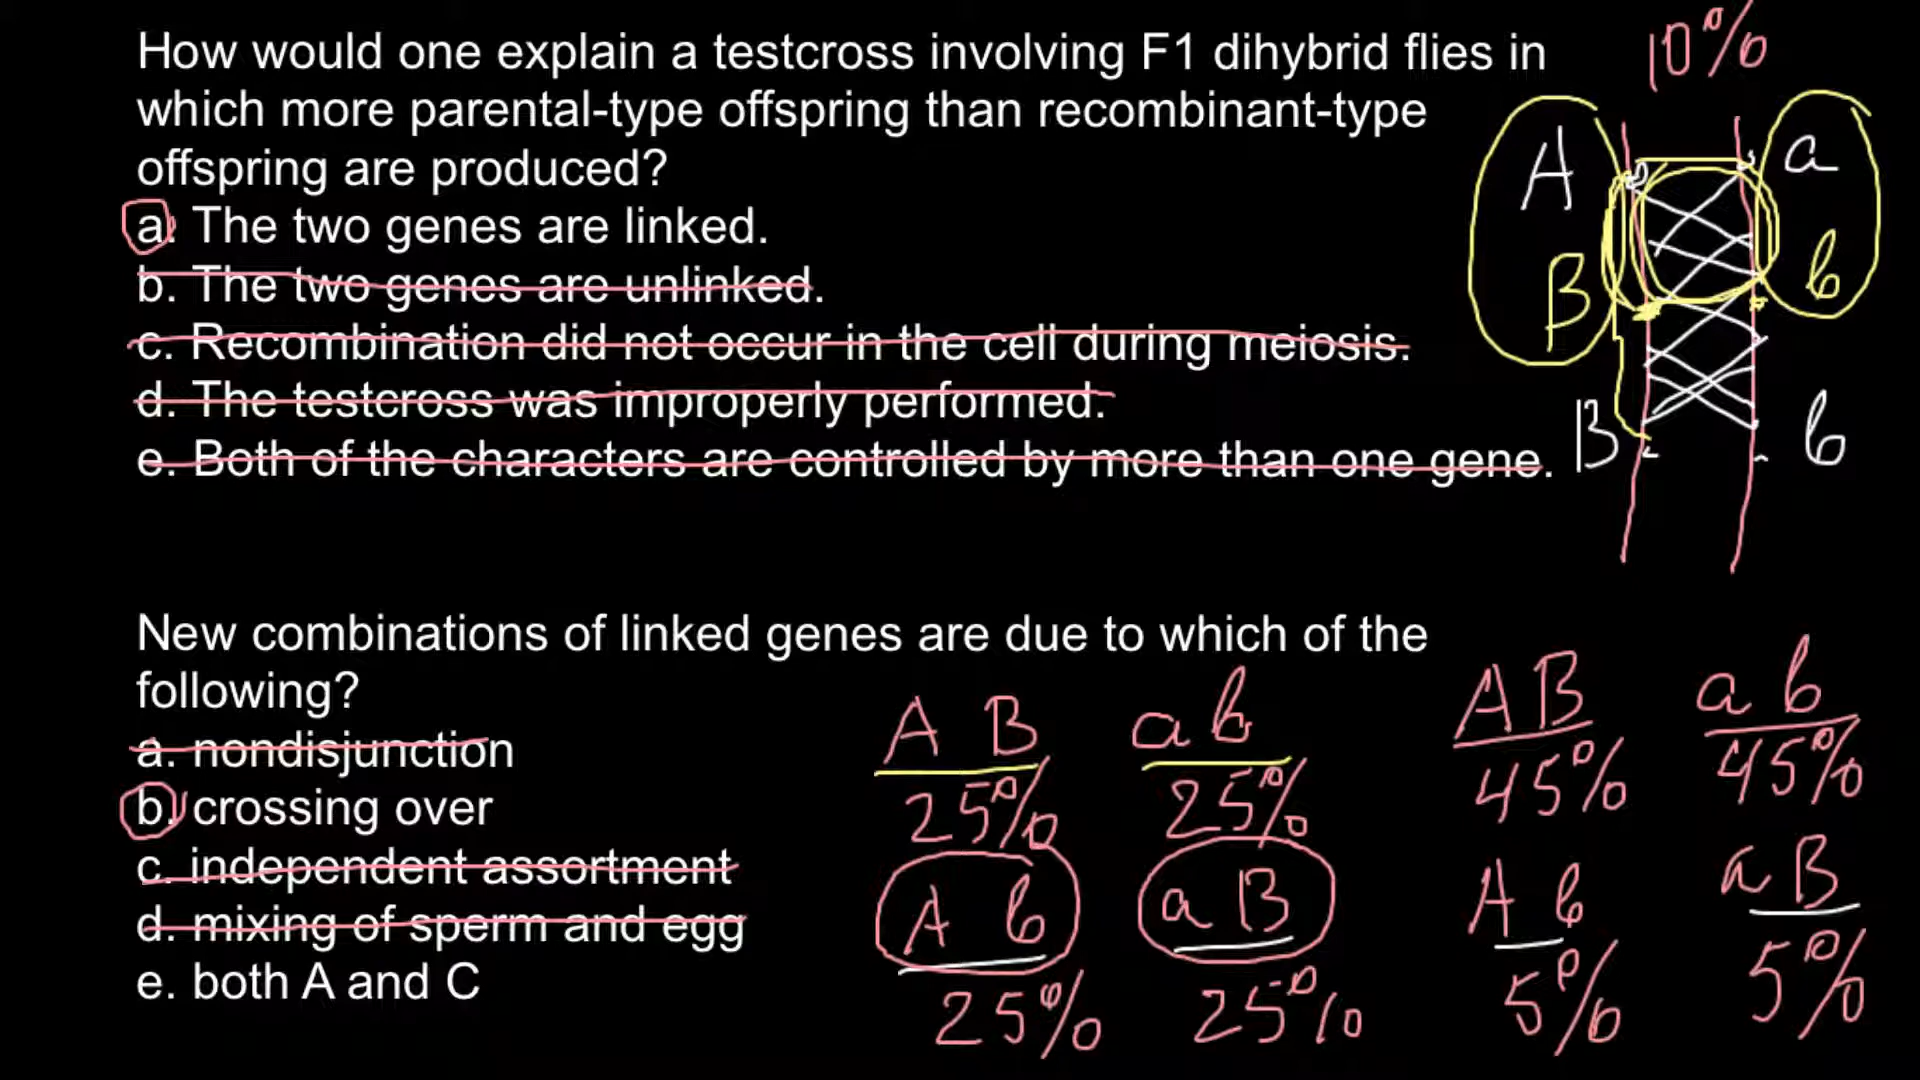 How would one explain a testcross involving F1 dihybrid flies in
which more parental-type offspring than recombinant-type
offspring are produced?
a. The two genes are linked.
b. The two genes are unlinked.
c. Recombination did not occur in the cell during meiosis.
d. The testcross was improperly performed.
e. Both of the characters are controlled by more than one gene.
10%
A a
B b
B b
New combinations of linked genes are due to which of the
following?
a. nondisjunction
b. crossing over
c. independent assortment
d. mixing of sperm and egg
e. both A and C
A B a b
25% 25%
A b a B
25% 25%
A B a b
45% 45%
A b a B
5% 5%